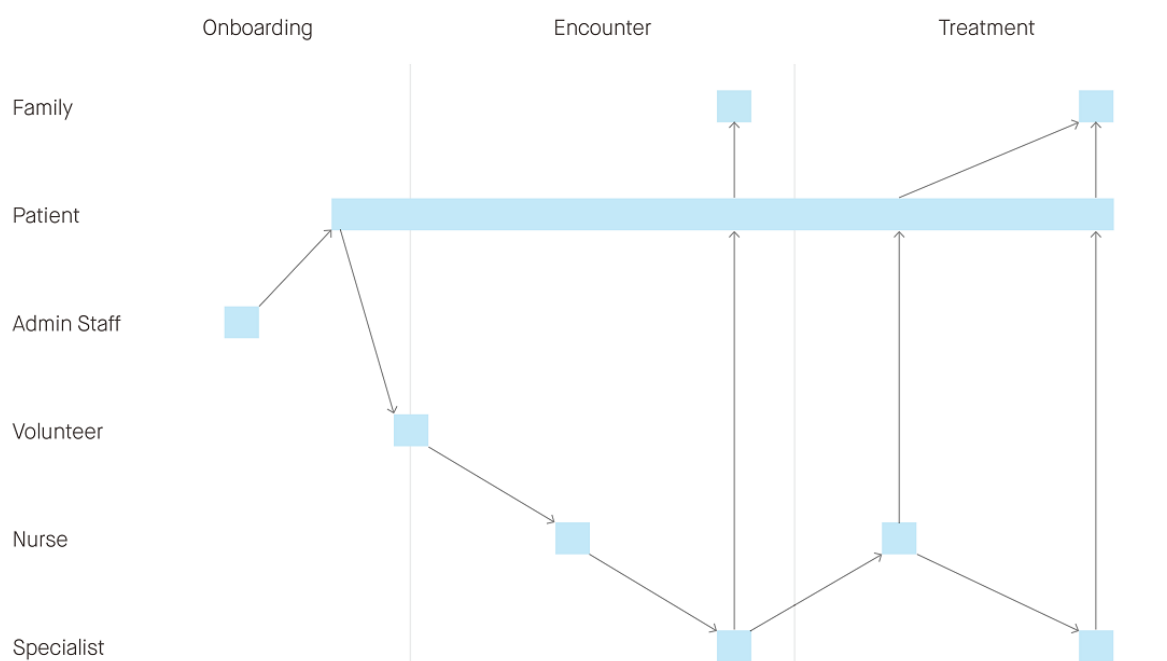 Onboarding
Encounter
Treatment
Family
Patient
Admin Staff
Volunteer
Nurse
Specialist